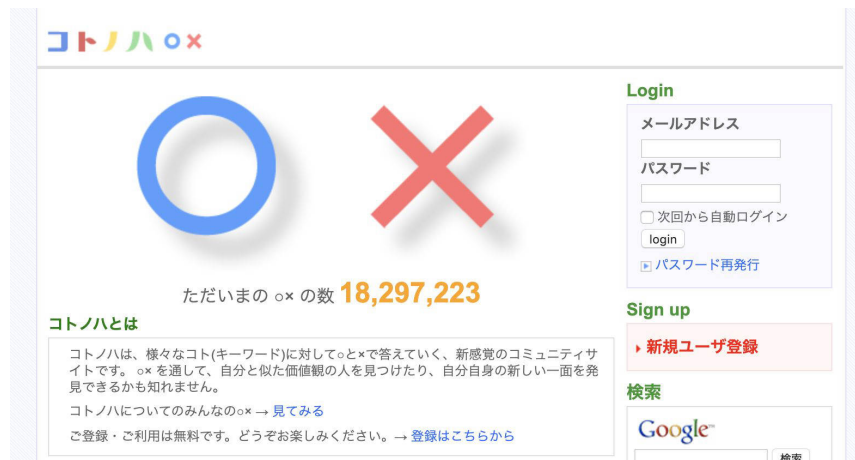 コトノハ ○×
ただいまの ○× の数 18,297,223
コトノハとは
コトノハは、様々なコト(キーワード)に対して○と×で答えていく、新感覚のコミュニティサ
イトです。 ○× を通して、自分と似た価値観の人を見つけたり、自分自身の新しい一面を発
見できるかも知れません。
コトノハについてのみんなの○× → 見てみる
ご登録・ご利用は無料です。どうぞお楽しみください。→ 登録はこちらから
Login
メールアドレス
パスワード
次回から自動ログイン
login
パスワード再発行
Sign up
新規ユーザ登録
検索
Google™
検索